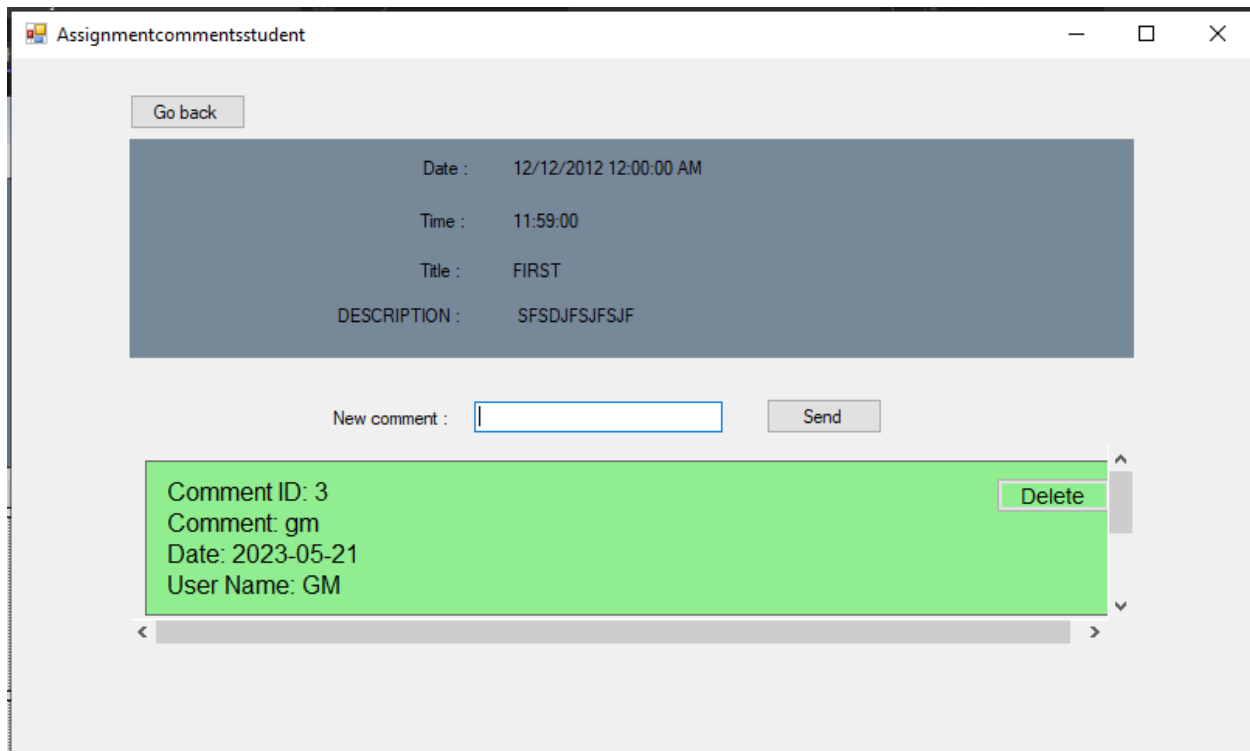 Assignmentcommentsstudent
Go back
Date : 12/12/2012 12:00:00 AM
Time : 11:59:00
Title : FIRST
DESCRIPTION : SFSDJFSJFSJF
New comment : Send
Comment ID: 3 Delete
Comment: gm
Date: 2023-05-21
User Name: GM